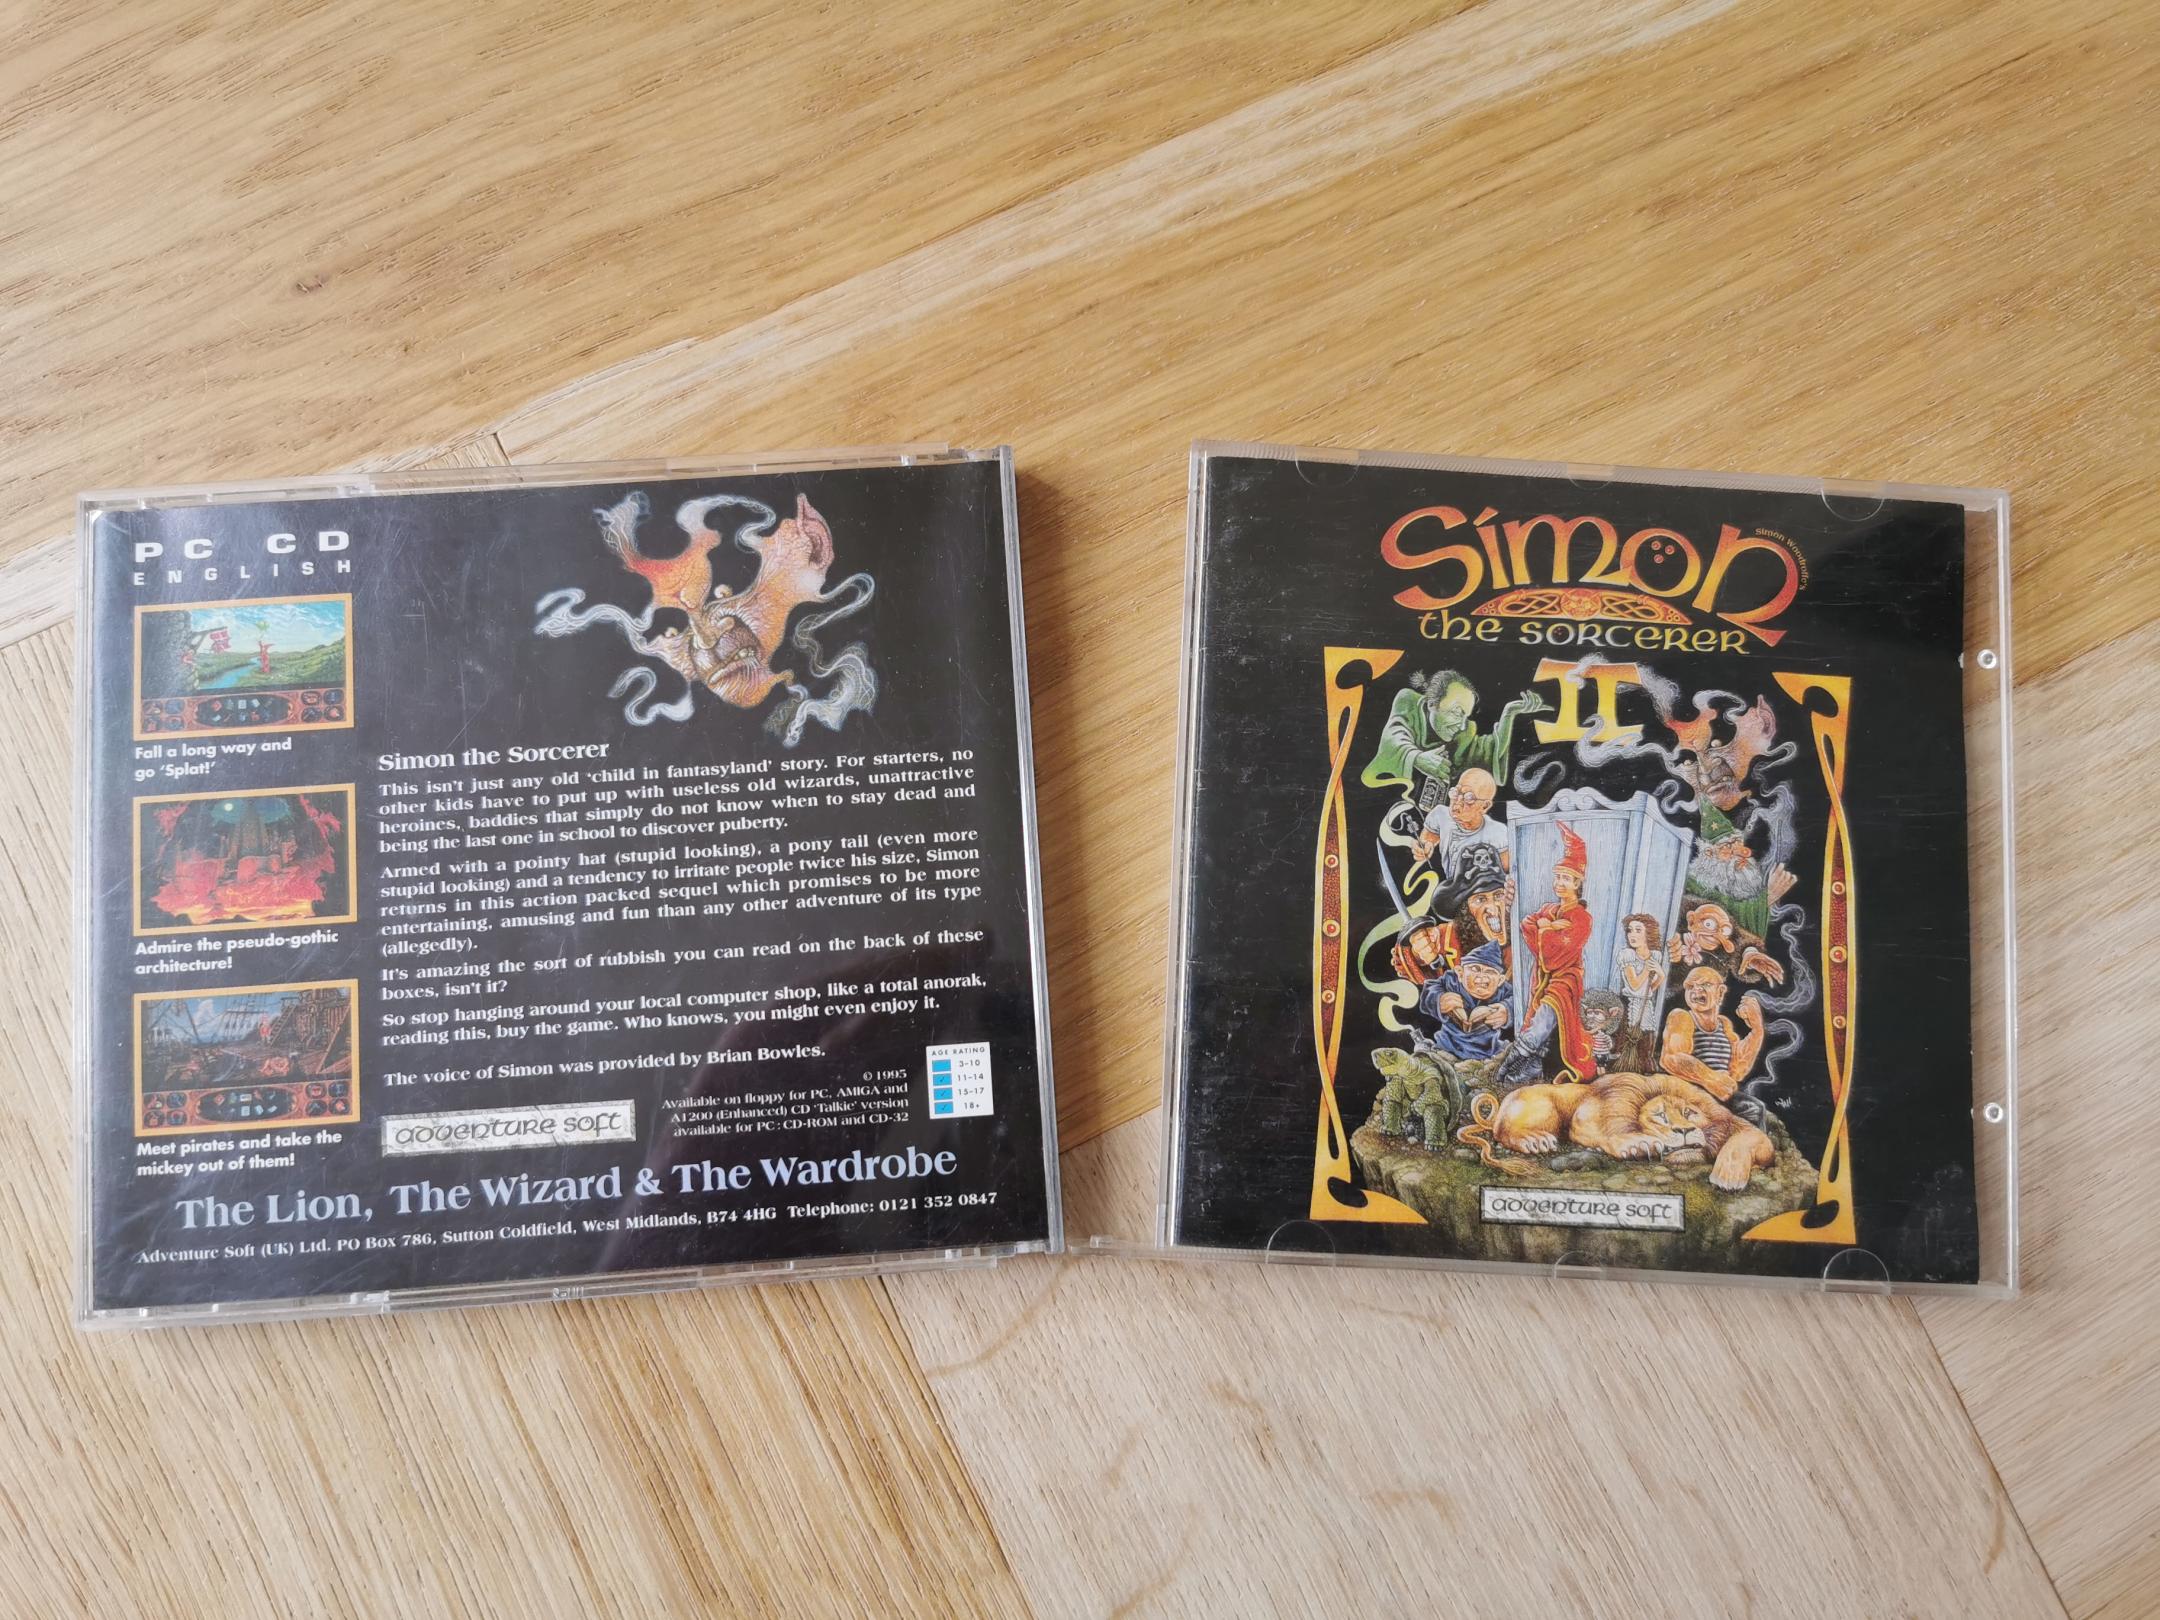 PC CD
ENGLISH
Fall a long way and
go 'Splat!'
Admire the pseudo-gothic
architecture!
Meet pirates and take the
mickey out of them!
Simon the Sorcerer
This isn't just any old 'child in fantasyland' story. For starters, no
other kids have to put up with useless old wizards, unattractive
heroines, baddies that simply do not know when to stay dead and
being the last one in school to discover puberty.
Armed with a pointy hat (stupid looking), a pony tail (even more
stupid looking) and a tendency to irritate people twice his size, Simon
returns in this action packed sequel which promises to be more
entertaining, amusing and fun than any other adventure of its type
(allegedly).
It's amazing the sort of rubbish you can read on the back of these
boxes, isn't it?
So stop hanging around your local computer shop, like a total anorak,
reading this, buy the game. Who knows, you might even enjoy it.
The voice of Simon was provided by Brian Bowles.
© 1995
Available on floppy for PC, AMIGA and
A1200 (Enhanced) CD 'Talkie' version
available for PC: CD-ROM and CD-32
AGE RATING
3-10
✓ 11-14
✓ 15-17
✓ 18+
adventure soft
The Lion, The Wizard & The Wardrobe
Adventure Soft (UK) Ltd. PO Box 786, Sutton Coldfield, West Midlands, B74 4HG Telephone: 0121 352 0847
Simon Woodroffe's
Simon
the SORCERER
II
adventure soft